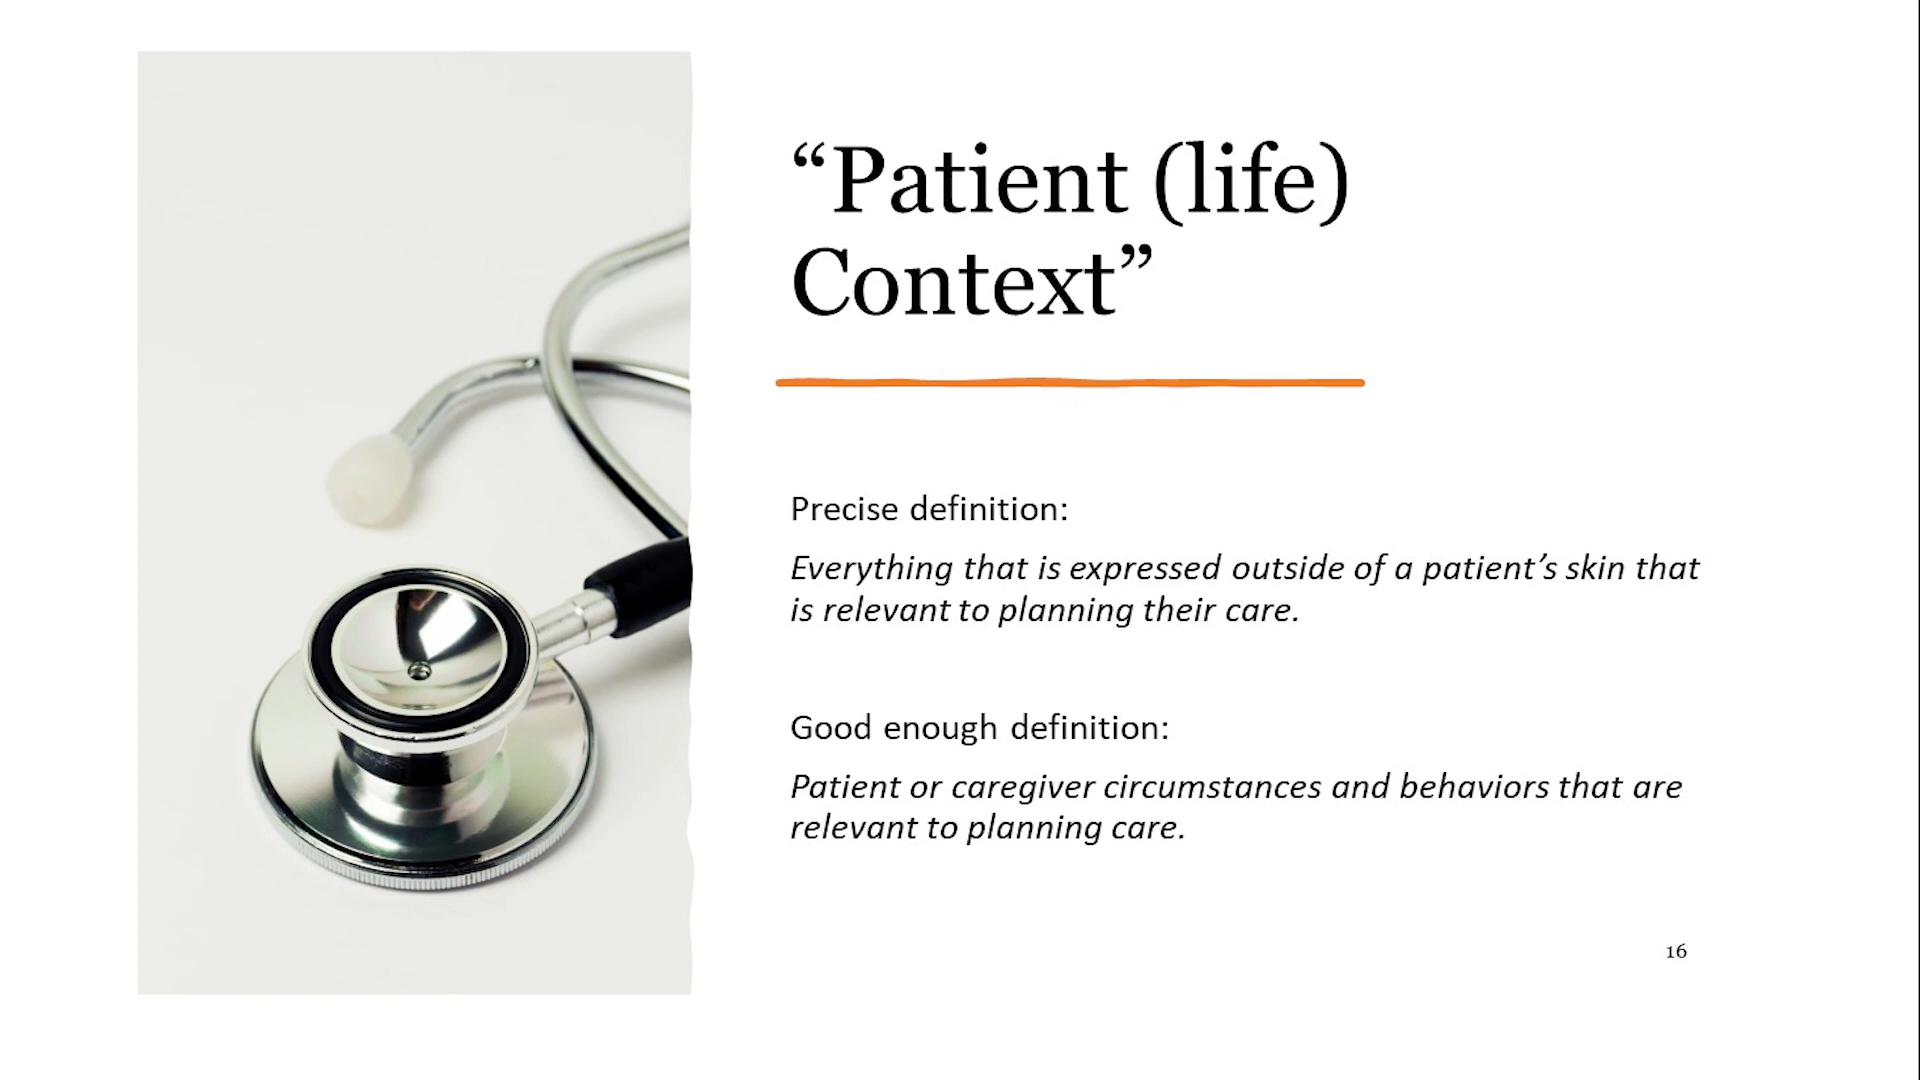 “Patient (life)
Context”
Precise definition:
Everything that is expressed outside of a patient’s skin that
is relevant to planning their care.
Good enough definition:
Patient or caregiver circumstances and behaviors that are
relevant to planning care.
16